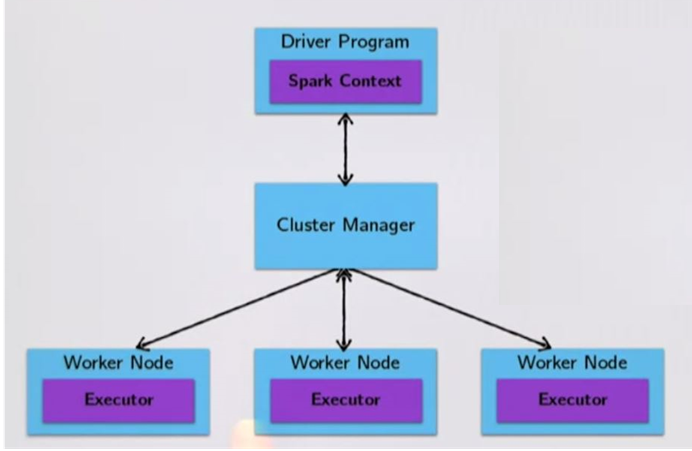 Driver Program
Spark Context
Cluster Manager
Worker Node
Executor
Worker Node
Executor
Worker Node
Executor